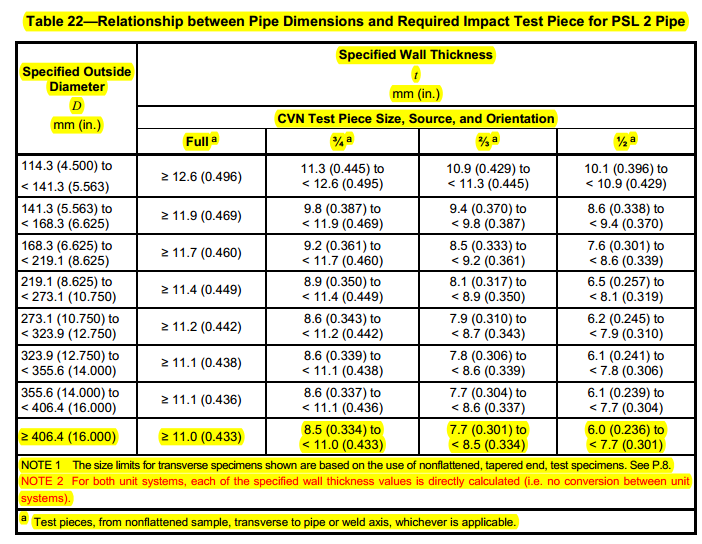 Table 22—Relationship between Pipe Dimensions and Required Impact Test Piece for PSL 2 Pipe
Specified Outside
Diameter
D
mm (in.)
Specified Wall Thickness
t
mm (in.)
CVN Test Piece Size, Source, and Orientation
Full a
¾ a
⅔ a
½ a
114.3 (4.500) to
< 141.3 (5.563)
≥ 12.6 (0.496)
11.3 (0.445) to
< 12.6 (0.495)
10.9 (0.429) to
< 11.3 (0.445)
10.1 (0.396) to
< 10.9 (0.429)
141.3 (5.563) to
< 168.3 (6.625)
≥ 11.9 (0.469)
9.8 (0.387) to
< 11.9 (0.469)
9.4 (0.370) to
< 9.8 (0.387)
8.6 (0.338) to
< 9.4 (0.370)
168.3 (6.625) to
< 219.1 (8.625)
≥ 11.7 (0.460)
9.2 (0.361) to
< 11.7 (0.460)
8.5 (0.333) to
< 9.2 (0.361)
7.6 (0.301) to
< 8.6 (0.339)
219.1 (8.625) to
< 273.1 (10.750)
≥ 11.4 (0.449)
8.9 (0.350) to
< 11.4 (0.449)
8.1 (0.317) to
< 8.9 (0.350)
6.5 (0.257) to
< 8.1 (0.319)
273.1 (10.750) to
< 323.9 (12.750)
≥ 11.2 (0.442)
8.6 (0.343) to
< 11.2 (0.442)
7.9 (0.310) to
< 8.7 (0.343)
6.2 (0.245) to
< 7.9 (0.310)
323.9 (12.750) to
< 355.6 (14.000)
≥ 11.1 (0.438)
8.6 (0.339) to
< 11.1 (0.438)
7.8 (0.306) to
< 8.6 (0.339)
6.1 (0.241) to
< 7.8 (0.306)
355.6 (14.000) to
< 406.4 (16.000)
≥ 11.1 (0.436)
8.6 (0.337) to
< 11.1 (0.436)
7.7 (0.304) to
< 8.6 (0.337)
6.1 (0.239) to
< 7.7 (0.304)
≥ 406.4 (16.000)
≥ 11.0 (0.433)
8.5 (0.334) to
< 11.0 (0.433)
7.7 (0.301) to
< 8.5 (0.334)
6.0 (0.236) to
< 7.7 (0.301)
NOTE 1 The size limits for transverse specimens shown are based on the use of nonflattened, tapered end, test specimens. See P.8.
NOTE 2 For both unit systems, each of the specified wall thickness values is directly calculated (i.e. no conversion between unit
systems).
a Test pieces, from nonflattened sample, transverse to pipe or weld axis, whichever is applicable.